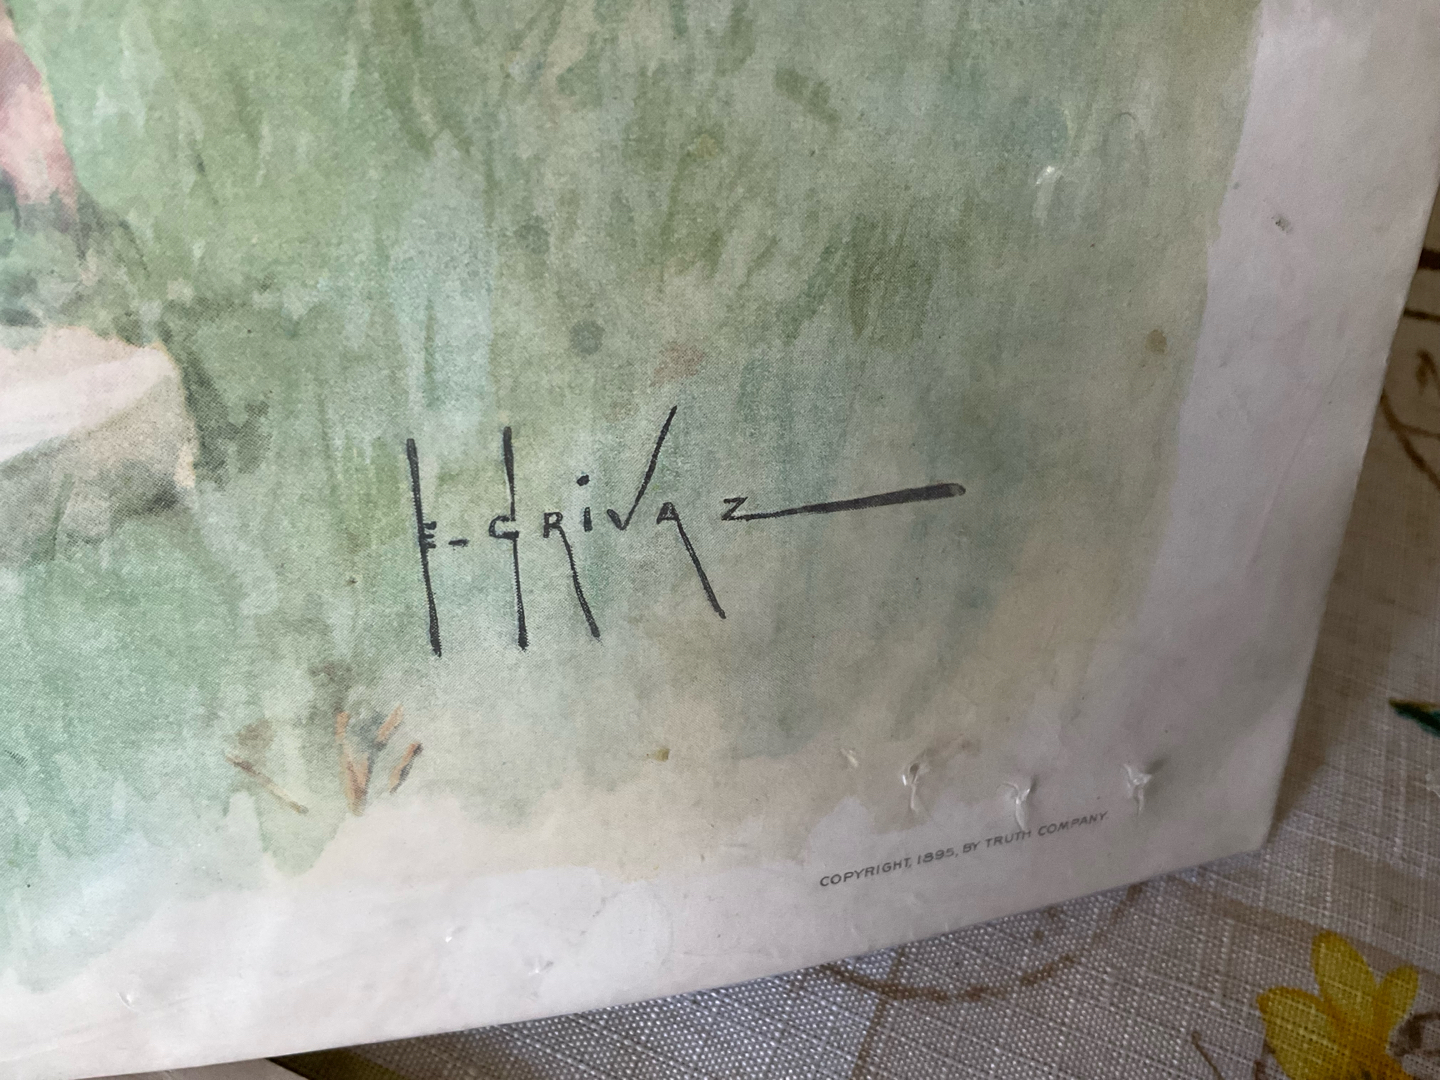 E-GRIVAZ
COPYRIGHT, 1895, BY TRUTH COMPANY.